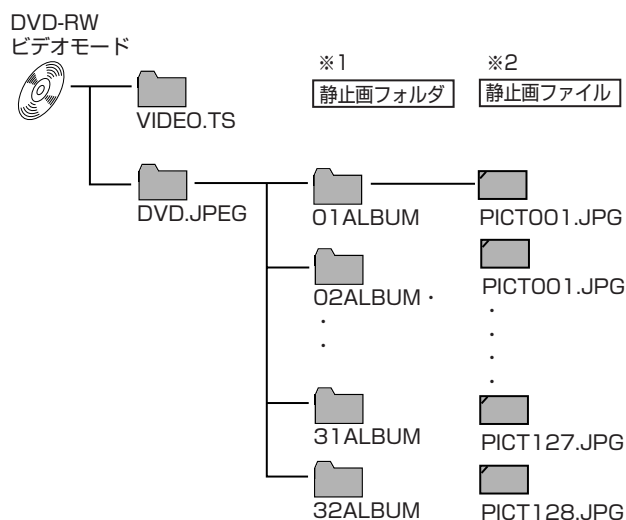 DVD-RW
ビデオモード
※1
※2
静止画フォルダ
静止画ファイル
VIDEO.TS
DVD.JPEG
01ALBUM
PICT001.JPG
02ALBUM・
PICT001.JPG
・
・
・
・
・
・
31ALBUM
PICT127.JPG
32ALBUM
PICT128.JPG